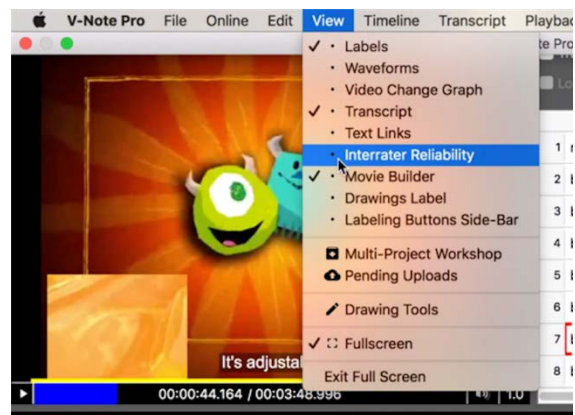 V-Note Pro File Online Edit View Timeline Transcript Playbac
te Pro
Labels
Waveforms
Video Change Graph
Transcript
Text Links
Interrater Reliability
Movie Builder
Drawings Label
Labeling Buttons Side-Bar
Multi-Project Workshop
Pending Uploads
Drawing Tools
Fullscreen
Exit Full Screen
Lo
1
2
3
4
5
6
7
8
It's adjustal
00:00:44.164 / 00:03:48.996
1.0